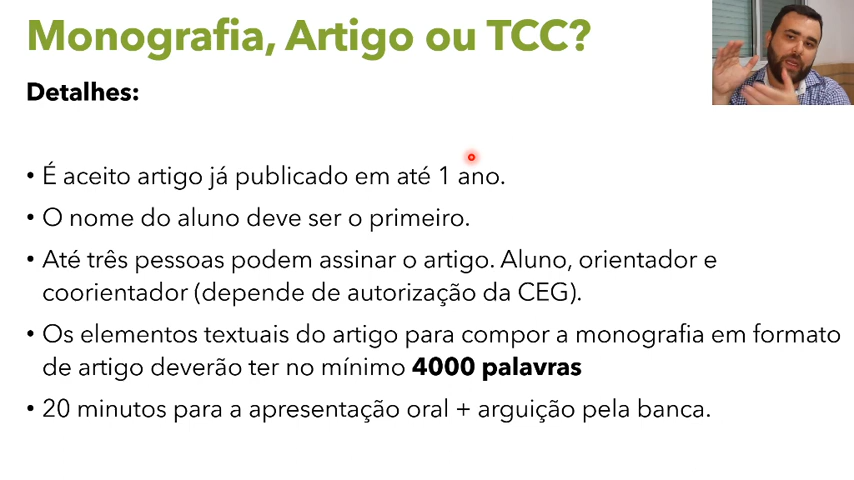 Monografia, Artigo ou TCC?
Detalhes:
• É aceito artigo já publicado em até 1 ano.
• O nome do aluno deve ser o primeiro.
• Até três pessoas podem assinar o artigo. Aluno, orientador e
coorientador (depende de autorização da CEG).
• Os elementos textuais do artigo para compor a monografia em formato
de artigo deverão ter no mínimo 4000 palavras
• 20 minutos para a apresentação oral + arguição pela banca.